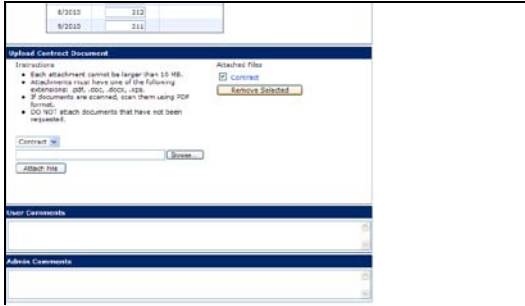 8/2010 212
9/2010 211
Upload Contract Document
Instructions
Each attachment cannot be larger than 10 MB.
Attachments must have one of the following
extensions: .pdf, .doc, .docx, .xps.
If documents are scanned, scan them using PDF
format.
DO NOT attach documents that have not been
requested.
Attached Files
Contract
Remove Selected
Contract
Browse...
Attach File
User Comments
Admin Comments